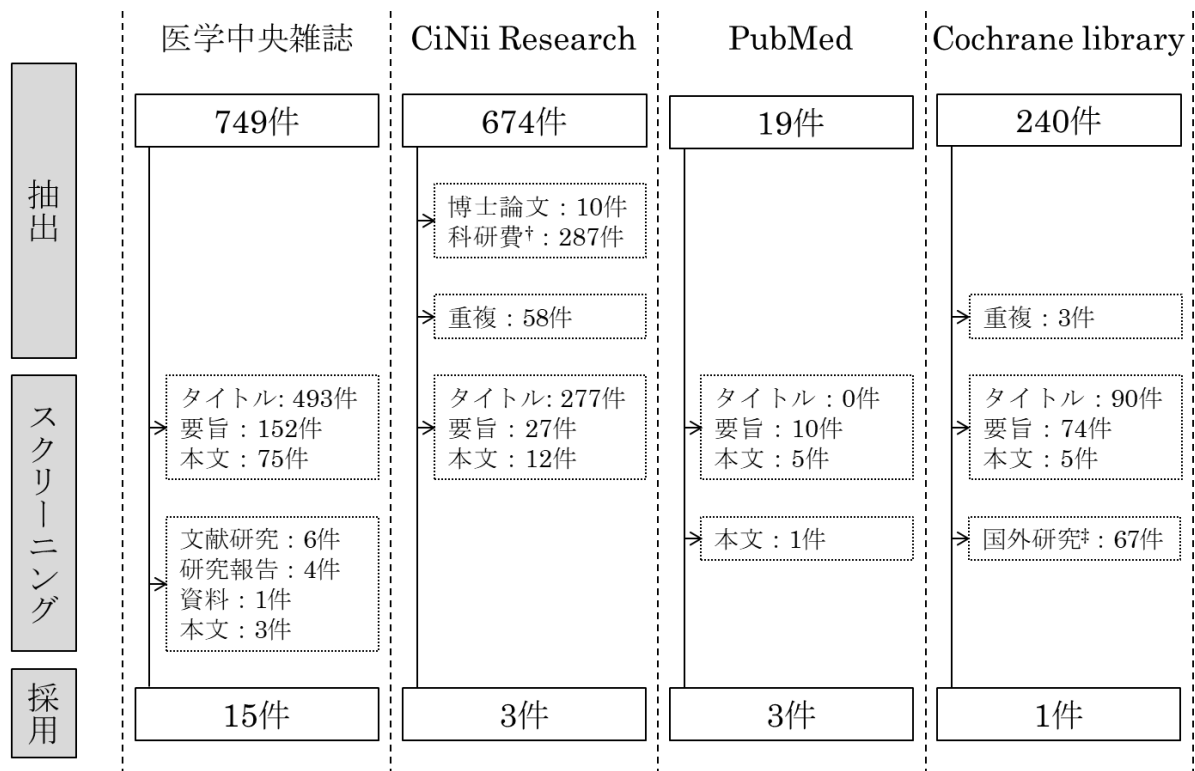 医学中央雑誌
CiNii Research
PubMed
Cochrane library
抽出
749件
674件
19件
240件
博士論文：10件
科研費†：287件
重複：58件
重複：3件
スクリーニング
タイトル: 493件
要旨：152件
本文：75件
タイトル: 277件
要旨：27件
本文：12件
タイトル：0件
要旨：10件
本文：5件
タイトル：90件
要旨：74件
本文：5件
文献研究：6件
研究報告：4件
資料：1件
本文：3件
本文：1件
国外研究‡：67件
採用
15件
3件
3件
1件